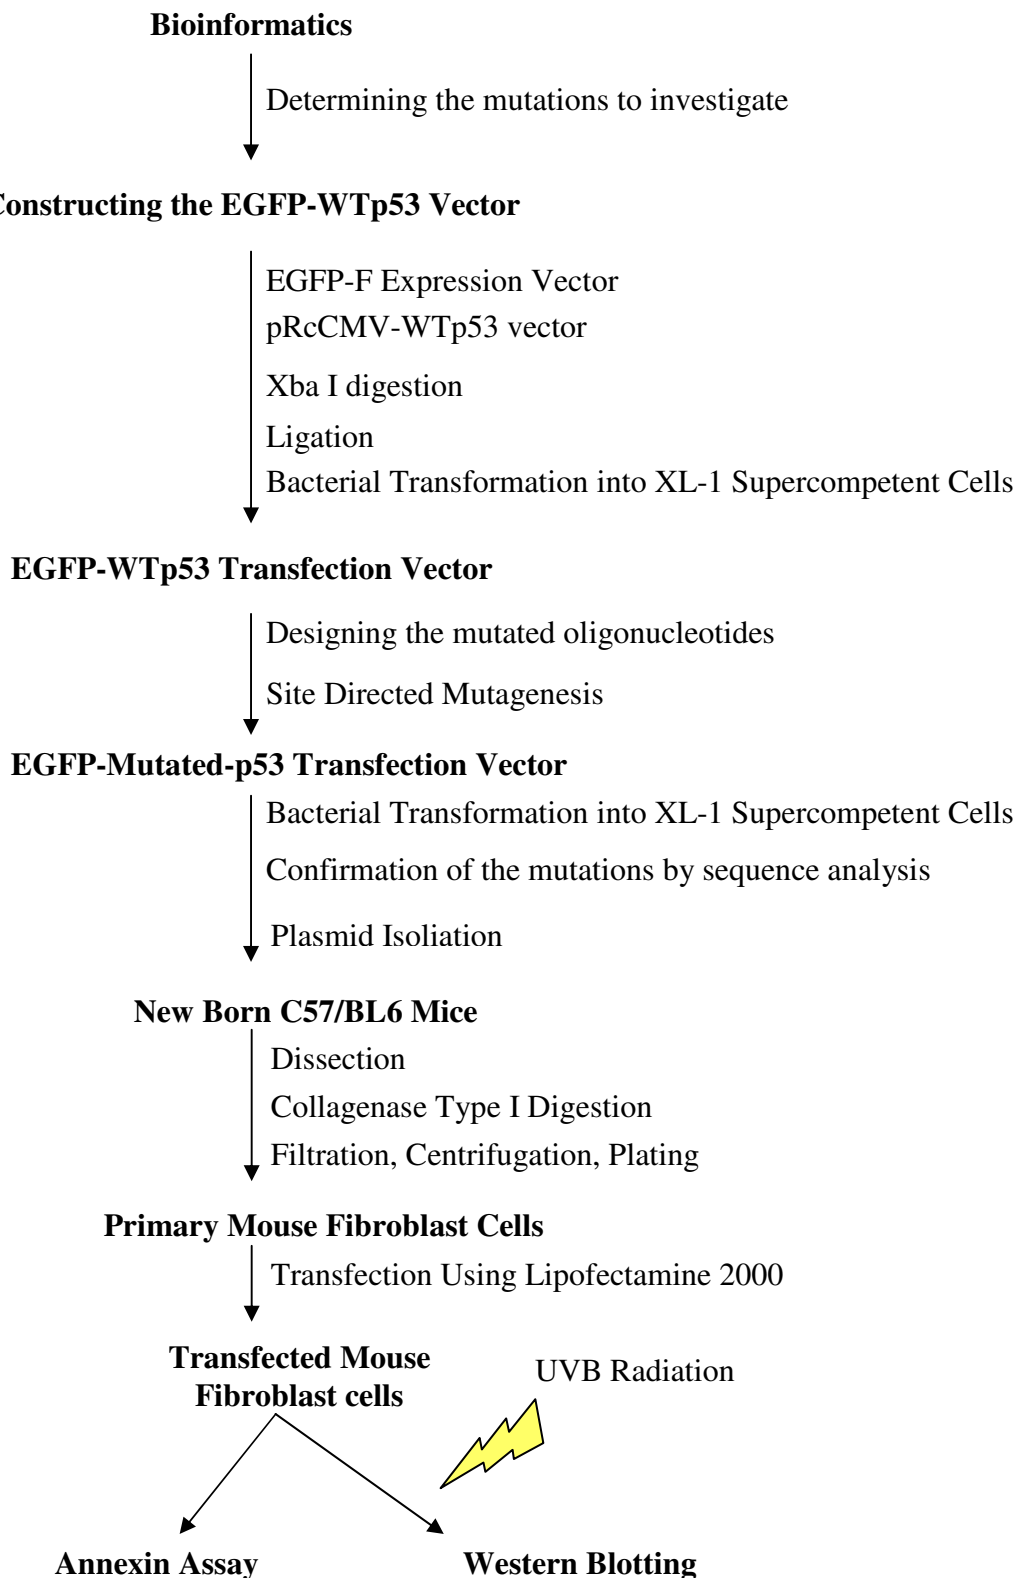 Bioinformatics
Determining the mutations to investigate
Constructing the EGFP-WTp53 Vector
EGFP-F Expression Vector
pRcCMV-WTp53 vector
Xba I digestion
Ligation
Bacterial Transformation into XL-1 Supercompetent Cells
EGFP-WTp53 Transfection Vector
Designing the mutated oligonucleotides
Site Directed Mutagenesis
EGFP-Mutated-p53 Transfection Vector
Bacterial Transformation into XL-1 Supercompetent Cells
Confirmation of the mutations by sequence analysis
Plasmid Isoliation
New Born C57/BL6 Mice
Dissection
Collagenase Type I Digestion
Filtration, Centrifugation, Plating
Primary Mouse Fibroblast Cells
Transfection Using Lipofectamine 2000
Transfected Mouse
Fibroblast cells
UVB Radiation
Annexin Assay
Western Blotting